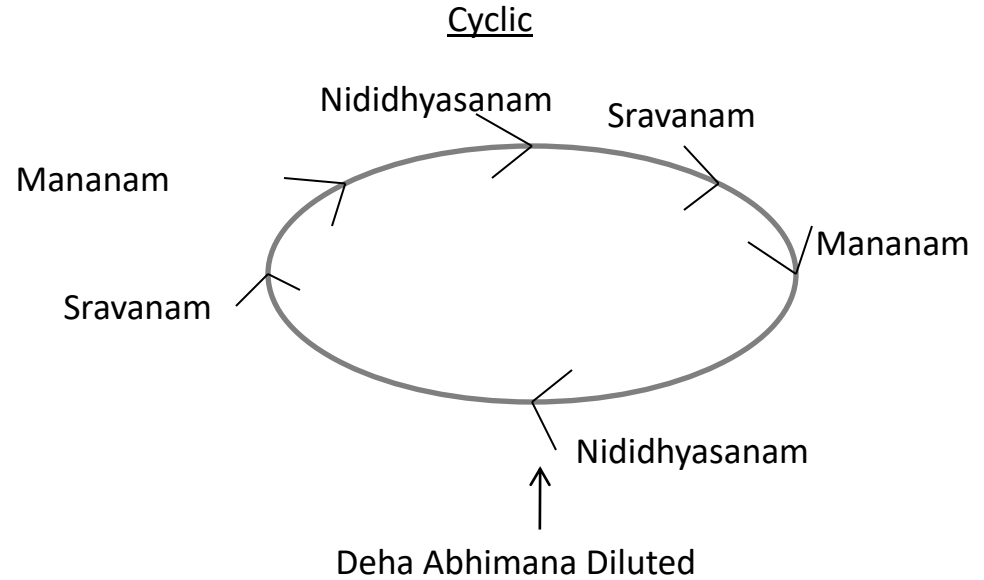 Cyclic
Nididhyasanam
Sravanam
Mananam
Mananam
Sravanam
Nididhyasanam
Deha Abhimana Diluted